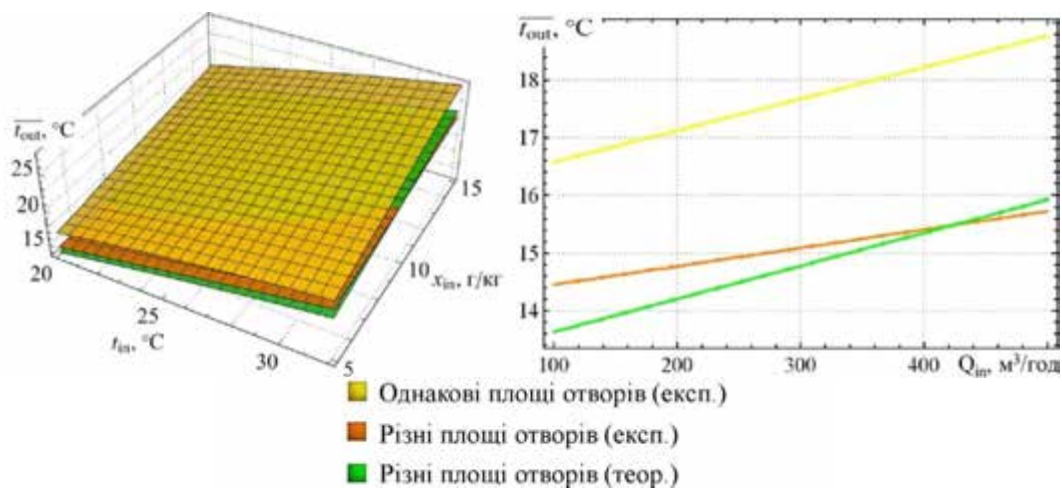 t̅out, °C
25
20
15
20
25
30
tin, °C
5
10
15
xin, г/кг
t̅out, °C
18
17
16
15
14
100
200
300
400
Qin, м³/год
Однакові площі отворів (експ.)
Різні площі отворів (експ.)
Різні площі отворів (теор.)